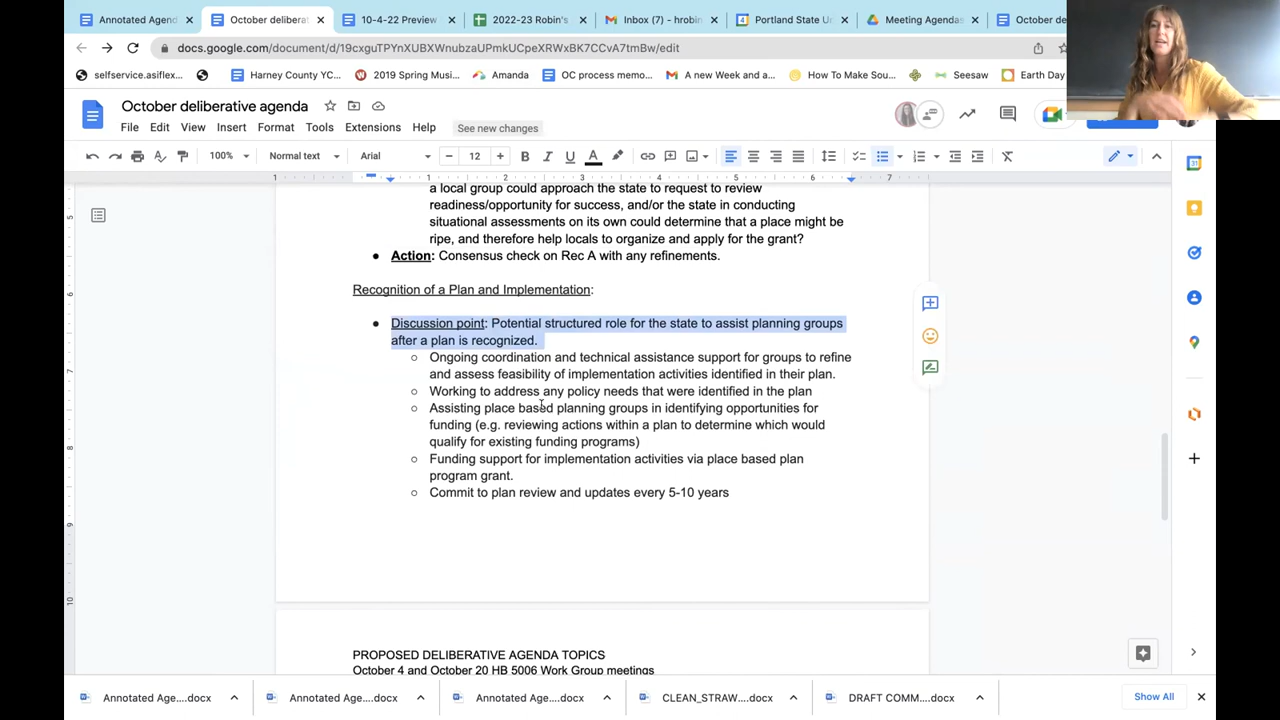 Annotated Agend
October deliberat
10-4-22 Preview
2022-23 Robin's
Inbox (7) - hrobin
Portland State Un
Meeting Agendas
October de
docs.google.com/document/d/19cxguTPYnXUBXWnubzaUPmkUCpeXRWxBK7CCvA7tmBw/edit
selfservice.asiflex...
Harney County YC...
2019 Spring Musi...
Amanda
OC process memo...
A new Week and a...
How To Make Sou...
Seesaw
Earth Day
October deliberative agenda
File Edit View Insert Format Tools Extensions Help
See new changes
100% Normal text Arial 12
1 1 2 3 4 5 6 7
a local group could approach the state to request to review
readiness/opportunity for success, and/or the state in conducting
situational assessments on its own could determine that a place might be
ripe, and therefore help locals to organize and apply for the grant?
● Action: Consensus check on Rec A with any refinements.
Recognition of a Plan and Implementation:
● Discussion point: Potential structured role for the state to assist planning groups
after a plan is recognized.
○ Ongoing coordination and technical assistance support for groups to refine
and assess feasibility of implementation activities identified in their plan.
○ Working to address any policy needs that were identified in the plan
○ Assisting place based planning groups in identifying opportunities for
funding (e.g. reviewing actions within a plan to determine which would
qualify for existing funding programs)
○ Funding support for implementation activities via place based plan
program grant.
○ Commit to plan review and updates every 5-10 years
PROPOSED DELIBERATIVE AGENDA TOPICS
October 4 and October 20 HB 5006 Work Group meetings
Annotated Age....docx
Annotated Age....docx
Annotated Age....docx
CLEAN_STRAW....docx
DRAFT COMM....docx
Show All